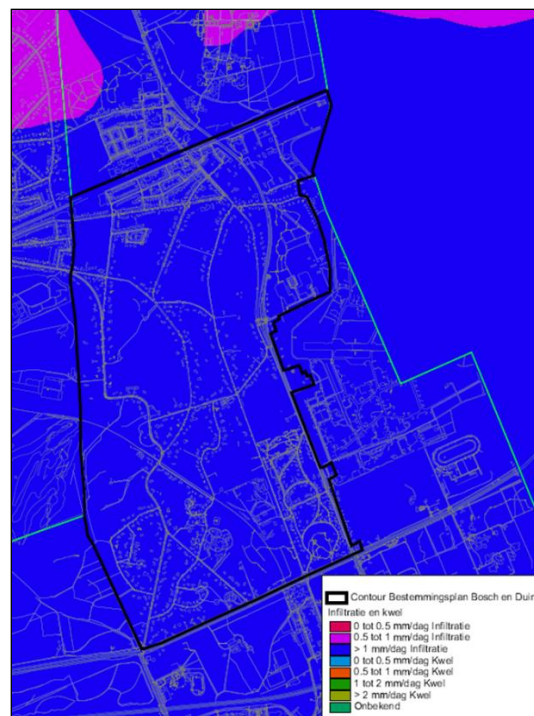 Contour Bestemmingsplan Bosch en Duin
Infiltratie en kwel
0 tot 0.5 mm/dag Infiltratie
0.5 tot 1 mm/dag Infiltratie
> 1 mm/dag Infiltratie
0 tot 0.5 mm/dag Kwel
0.5 tot 1 mm/dag Kwel
1 tot 2 mm/dag Kwel
> 2 mm/dag Kwel
Onbekend